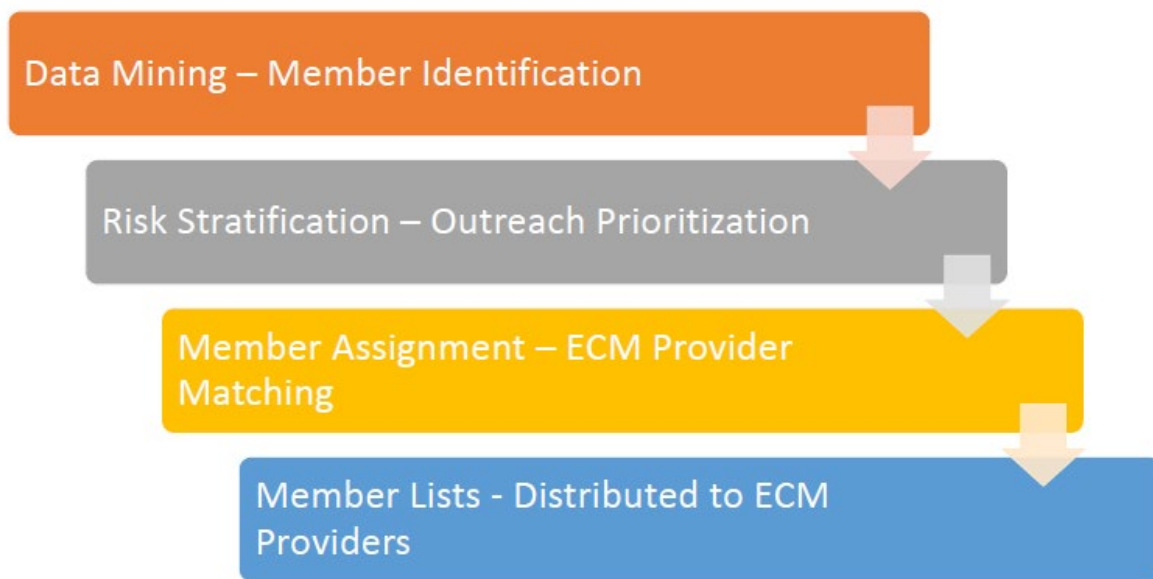 Data Mining – Member Identification
Risk Stratification – Outreach Prioritization
Member Assignment – ECM Provider
Matching
Member Lists - Distributed to ECM
Providers